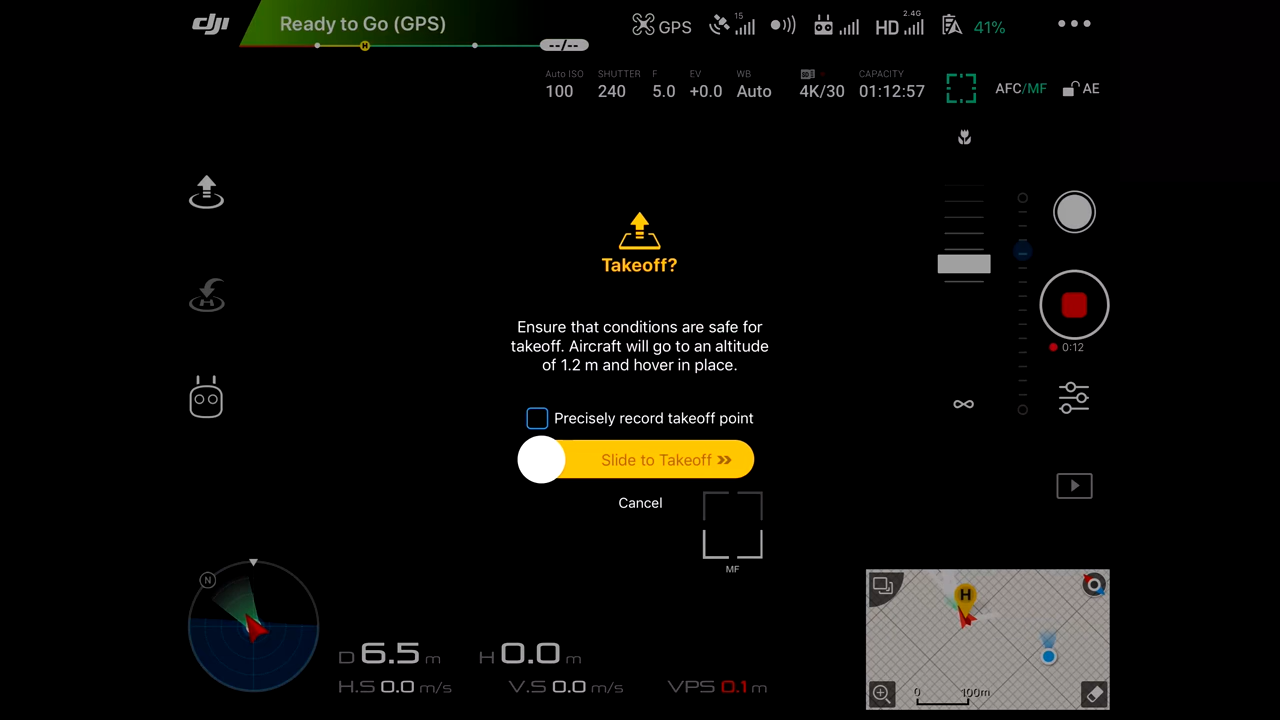 dji
Ready to Go (GPS)
--/--
GPS
15
HD
2.4G
41%
Auto ISO
100
SHUTTER
240
F
5.0
EV
+0.0
WB
Auto
4K/30
CAPACITY
01:12:57
AFC/MF
AE
Takeoff?
Ensure that conditions are safe for
takeoff. Aircraft will go to an altitude
of 1.2 m and hover in place.
Precisely record takeoff point
Slide to Takeoff »
Cancel
MF
0:12
N
D 6.5 m
H 0.0 m
H.S 0.0 m/s
V.S 0.0 m/s
VPS 0.1 m
H
0
100m